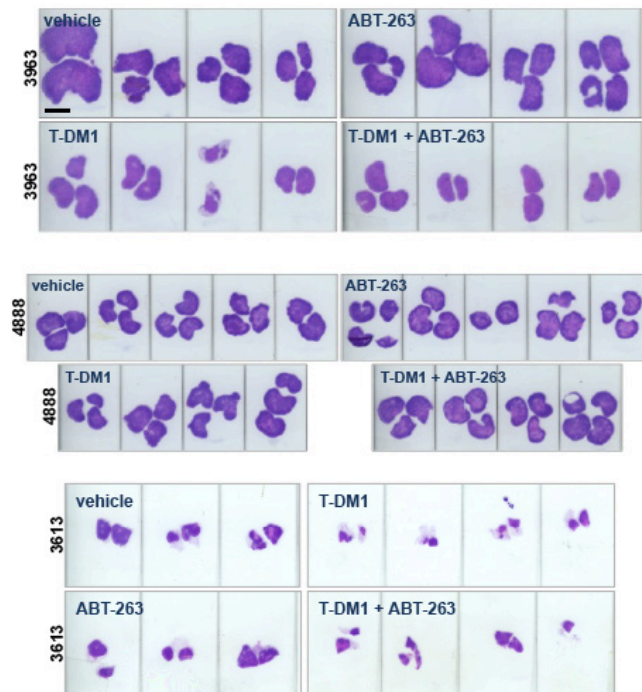 vehicle
ABT-263
3963
T-DM1
T-DM1 + ABT-263
3963
vehicle
ABT-263
4888
T-DM1
T-DM1 + ABT-263
4888
vehicle
T-DM1
3613
ABT-263
T-DM1 + ABT-263
3613